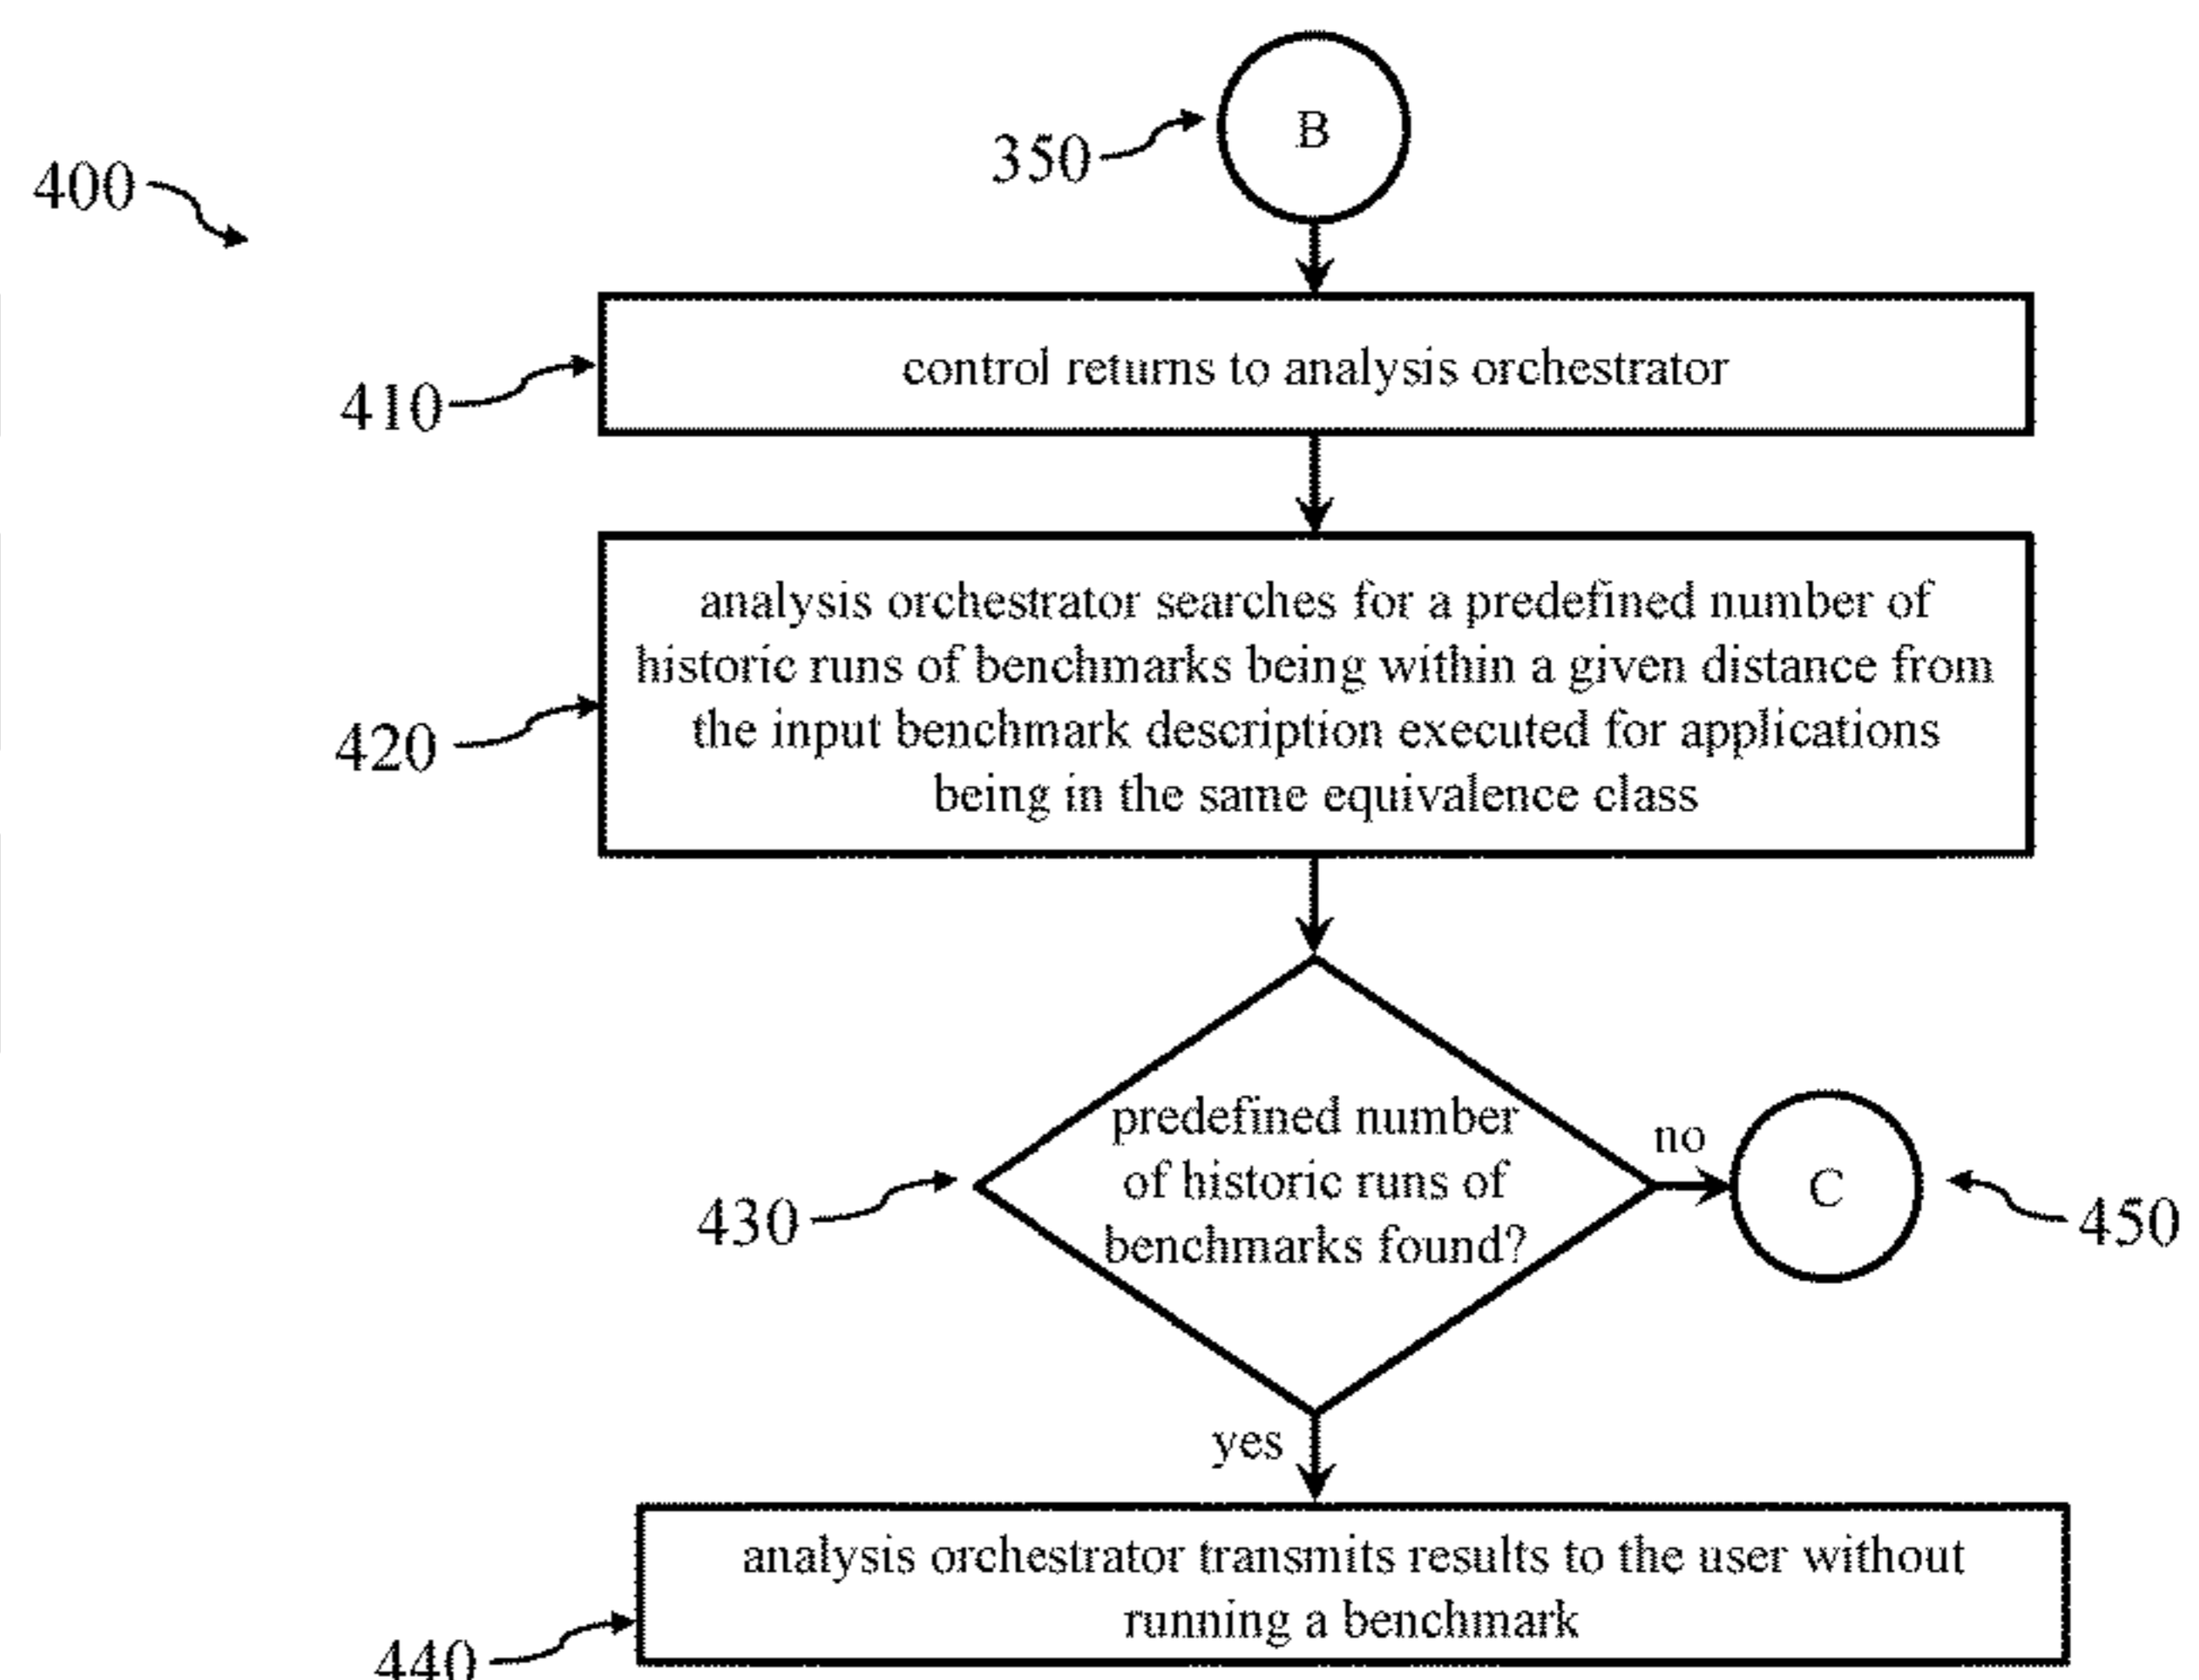 B
350
400
control returns to analysis orchestrator
410
analysis orchestrator searches for a predefined number of
historic runs of benchmarks being within a given distance from
the input benchmark description executed for applications
being in the same equivalence class
420
predefined number
of historic runs of
benchmarks found?
430
no
C
450
yes
analysis orchestrator transmits results to the user without
running a benchmark
440